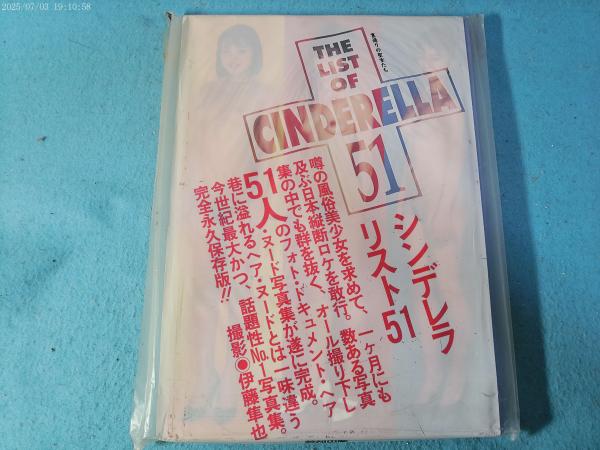 2025/07/03 19:10:58
THE
LIST
OF
CINDERELLA
51
シンデレラ
リスト51
噂の風俗美少女を求めて、一ヶ月にも
及ぶ日本縦断ロケを敢行。数ある写真
集の中でも群を抜く、オール撮り下し
51人のフォト・ドキュメント、ヘア
・ヌード写真集が遂に完成。
巷に溢れるヘア・ヌードとは一味違う
今世紀最大かつ、話題性No.1写真集。
完全永久保存版!!
撮影●伊藤隼也